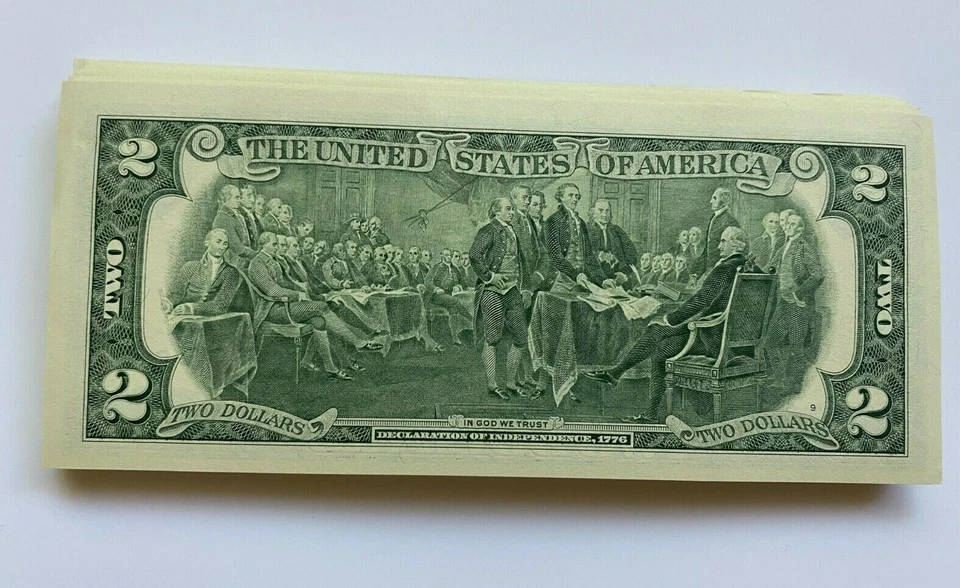 THE UNITED STATES OF AMERICA
2
2
TWO
TWO
2
2
TWO DOLLARS
IN GOD WE TRUST
9
TWO DOLLARS
DECLARATION OF INDEPENDENCE, 1776